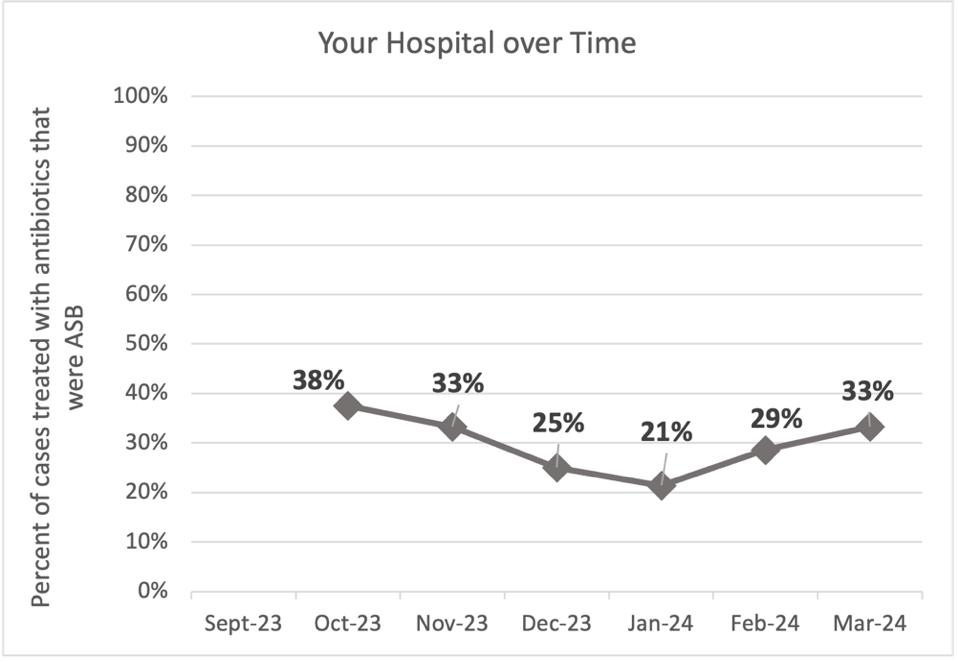 Your Hospital over Time
Percent of cases treated with antibiotics that
were ASB
100%
90%
80%
70%
60%
50%
40%
30%
20%
10%
0%
38%
33%
25%
21%
29%
33%
Sept-23
Oct-23
Nov-23
Dec-23
Jan-24
Feb-24
Mar-24